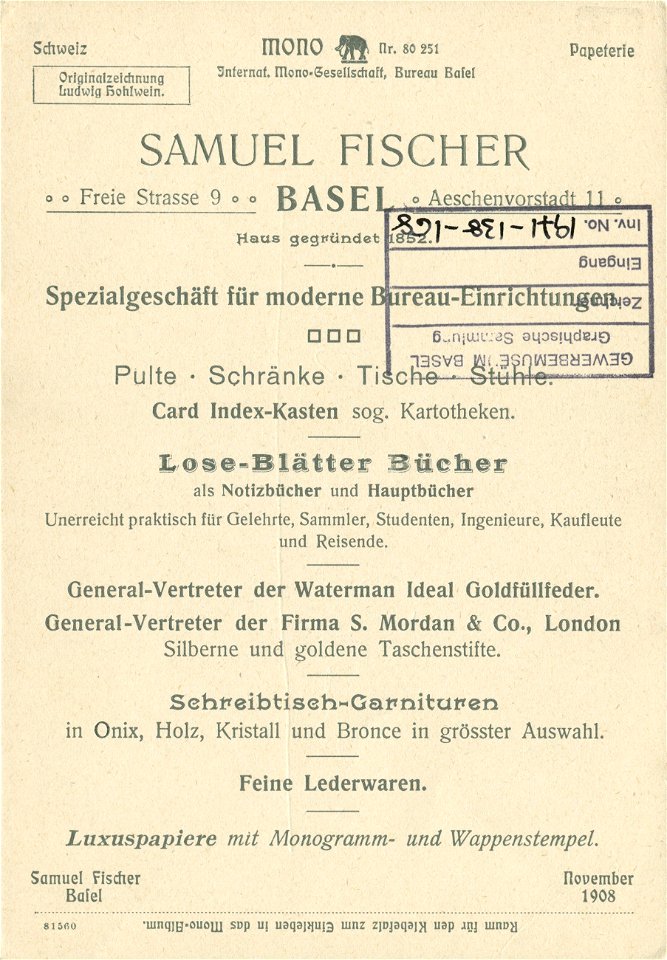 Schweiz
MONO Nr. 80 251
Papeterie
Originalzeichnung
Ludwig Hohlwein.
Internat. Mono-Gesellschaft, Bureau Basel
SAMUEL FISCHER
Freie Strasse 9 BASEL Aeschenvorstadt 11
Haus gegründet 1852.
Spezialgeschäft für moderne Bureau-Einrichtungen
Pulte · Schränke · Tische · Stühle.
Card Index-Kasten sog. Kartotheken.
GEWERBEMUSEUM BASEL
Graphische Sammlung
Eingang
Inv. No. 1971-138-168
Lose-Blätter Bücher
als Notizbücher und Hauptbücher
Unerreicht praktisch für Gelehrte, Sammler, Studenten, Ingenieure, Kaufleute
und Reisende.
General-Vertreter der Waterman Ideal Goldfüllfeder.
General-Vertreter der Firma S. Mordan & Co., London
Silberne und goldene Taschenstifte.
Schreibtisch-Garnituren
in Onix, Holz, Kristall und Bronce in grösster Auswahl.
Feine Lederwaren.
Luxuspapiere mit Monogramm- und Wappenstempel.
Samuel Fischer
Basel
November
1908
81560
Raum für den Klebefalz zum Einkleben in das Mono-Album.